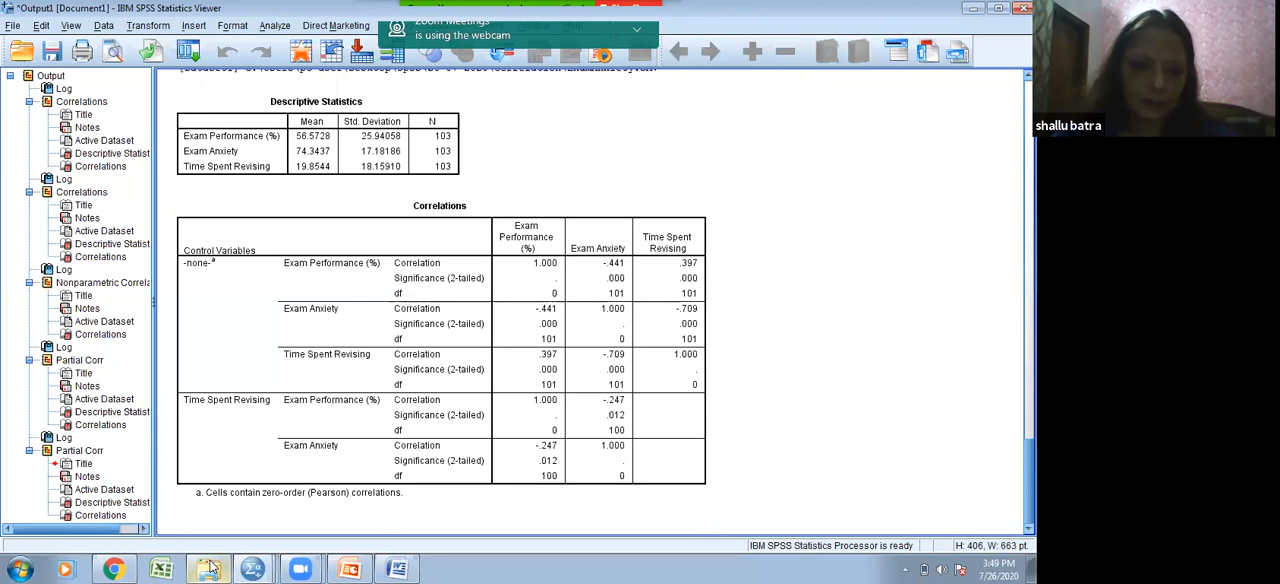 *Output1 [Document1] - IBM SPSS Statistics Viewer
File Edit View Data Transform Insert Format Analyze Direct Marketing
Zoom Meetings
is using the webcam
Output
Log
Correlations
Title
Notes
Active Dataset
Descriptive Statist
Correlations
Log
Correlations
Title
Notes
Active Dataset
Descriptive Statist
Correlations
Log
Nonparametric Correla
Title
Notes
Active Dataset
Correlations
Log
Partial Corr
Title
Notes
Active Dataset
Descriptive Statist
Correlations
Log
Partial Corr
Title
Notes
Active Dataset
Descriptive Statist
Correlations
Descriptive Statistics
Mean Std. Deviation N
Exam Performance (%) 56.5728 25.94058 103
Exam Anxiety 74.3437 17.18186 103
Time Spent Revising 19.8544 18.15910 103
Correlations
Control Variables Exam Performance (%) Exam Anxiety Time Spent Revising
-none-a Exam Performance (%) Correlation 1.000 -.441 .397
Significance (2-tailed) . .000 .000
df 0 101 101
Exam Anxiety Correlation -.441 1.000 -.709
Significance (2-tailed) .000 . .000
df 101 0 101
Time Spent Revising Correlation .397 -.709 1.000
Significance (2-tailed) .000 .000 .
df 101 101 0
Time Spent Revising Exam Performance (%) Correlation 1.000 -.247
Significance (2-tailed) . .012
df 0 100
Exam Anxiety Correlation -.247 1.000
Significance (2-tailed) .012 .
df 100 0
a. Cells contain zero-order (Pearson) correlations.
shallu batra
IBM SPSS Statistics Processor is ready H: 406, W: 663 pt.
3:49 PM
7/26/2020